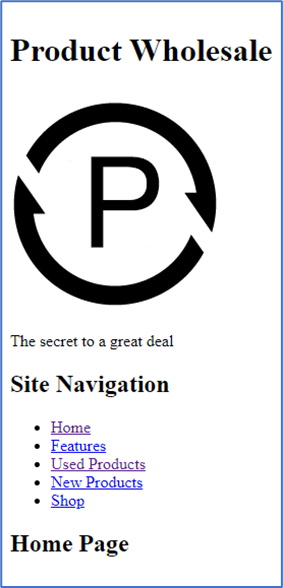 Product Wholesale
P
The secret to a great deal
Site Navigation
Home
Features
Used Products
New Products
Shop
Home Page